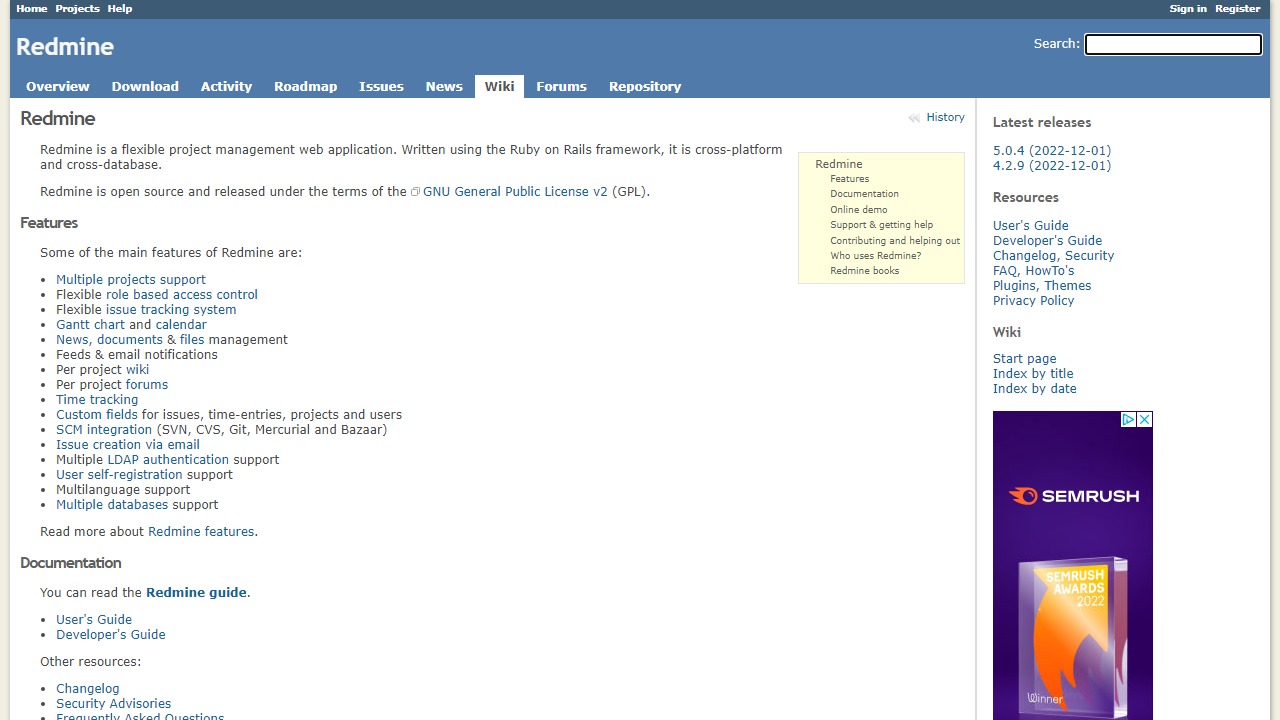 Home Projects Help
Sign in Register
Redmine
Search:
Overview Download Activity Roadmap Issues News Wiki Forums Repository
Redmine
History
Redmine is a flexible project management web application. Written using the Ruby on Rails framework, it is cross-platform
and cross-database.
Redmine is open source and released under the terms of the GNU General Public License v2 (GPL).
Redmine
Features
Documentation
Online demo
Support & getting help
Contributing and helping out
Who uses Redmine?
Redmine books
Features
Some of the main features of Redmine are:
• Multiple projects support
• Flexible role based access control
• Flexible issue tracking system
• Gantt chart and calendar
• News, documents & files management
• Feeds & email notifications
• Per project wiki
• Per project forums
• Time tracking
• Custom fields for issues, time-entries, projects and users
• SCM integration (SVN, CVS, Git, Mercurial and Bazaar)
• Issue creation via email
• Multiple LDAP authentication support
• User self-registration support
• Multilanguage support
• Multiple databases support
Read more about Redmine features.
Documentation
You can read the Redmine guide.
• User's Guide
• Developer's Guide
Other resources:
• Changelog
• Security Advisories
• Frequently Asked Questions
Latest releases
5.0.4 (2022-12-01)
4.2.9 (2022-12-01)
Resources
User's Guide
Developer's Guide
Changelog, Security
FAQ, HowTo's
Plugins, Themes
Privacy Policy
Wiki
Start page
Index by title
Index by date
SEMRUSH
SEMRUSH
AWARDS
2022
Winner